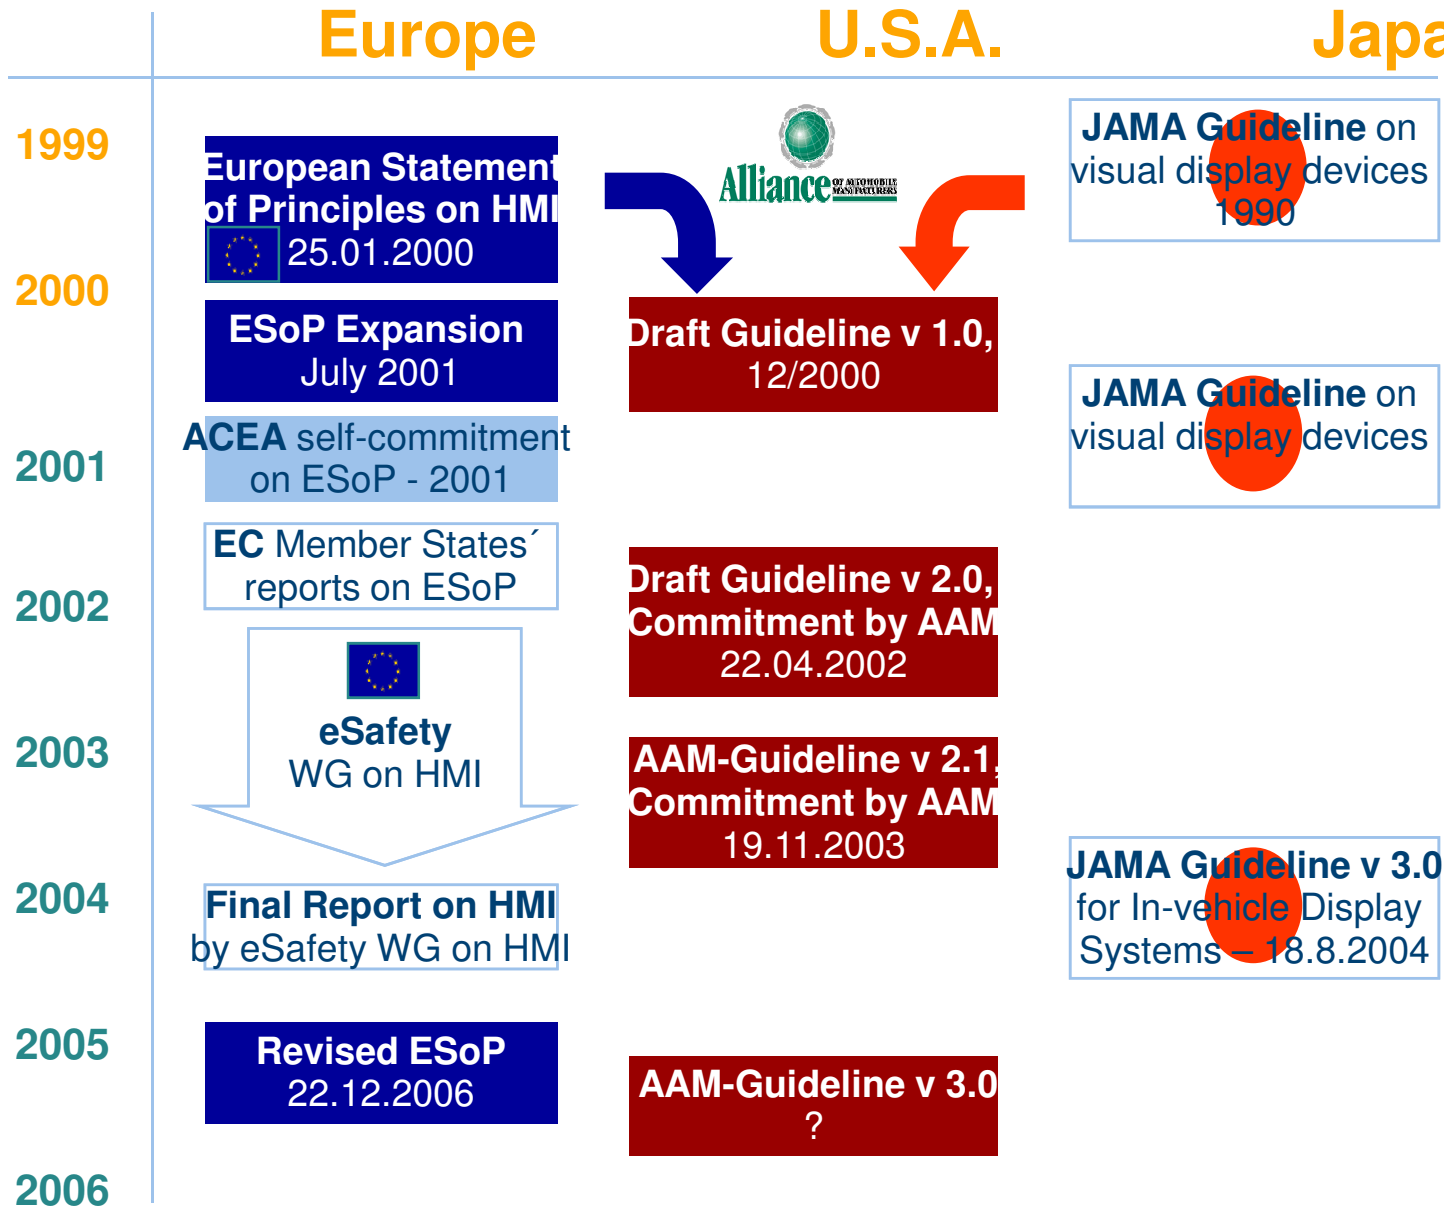 Europe
U.S.A.
Japa
1999
2000
2001
2002
2003
2004
2005
2006
European Statement
of Principles on HMI
25.01.2000
ESoP Expansion
July 2001
ACEA self-commitment
on ESoP - 2001
EC Member States´
reports on ESoP
eSafety
WG on HMI
Final Report on HMI
by eSafety WG on HMI
Revised ESoP
22.12.2006
Alliance OF AUTOMOBILE
MANUFACTURERS
Draft Guideline v 1.0,
12/2000
Draft Guideline v 2.0,
Commitment by AAM
22.04.2002
AAM-Guideline v 2.1,
Commitment by AAM
19.11.2003
AAM-Guideline v 3.0
?
JAMA Guideline on
visual display devices
1990
JAMA Guideline on
visual display devices
JAMA Guideline v 3.0
for In-vehicle Display
Systems – 18.8.2004